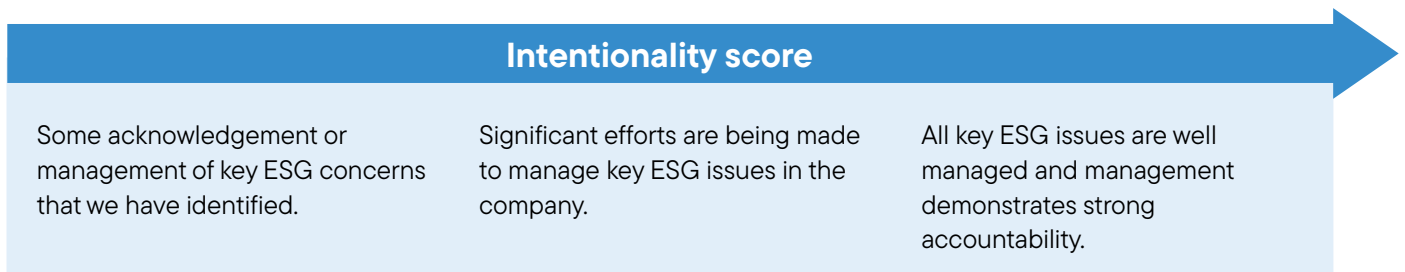 Intentionality score
Some acknowledgement or
management of key ESG concerns
that we have identified.
Significant efforts are being made
to manage key ESG issues in the
company.
All key ESG issues are well
managed and management
demonstrates strong
accountability.